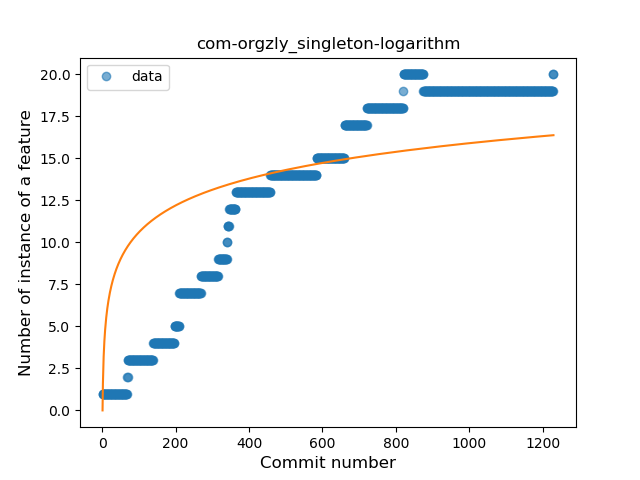 com-orgzly_singleton-logarithm
data
Number of instance of a feature
20.0
17.5
15.0
12.5
10.0
7.5
5.0
2.5
0.0
0 200 400 600 800 1000 1200
Commit number